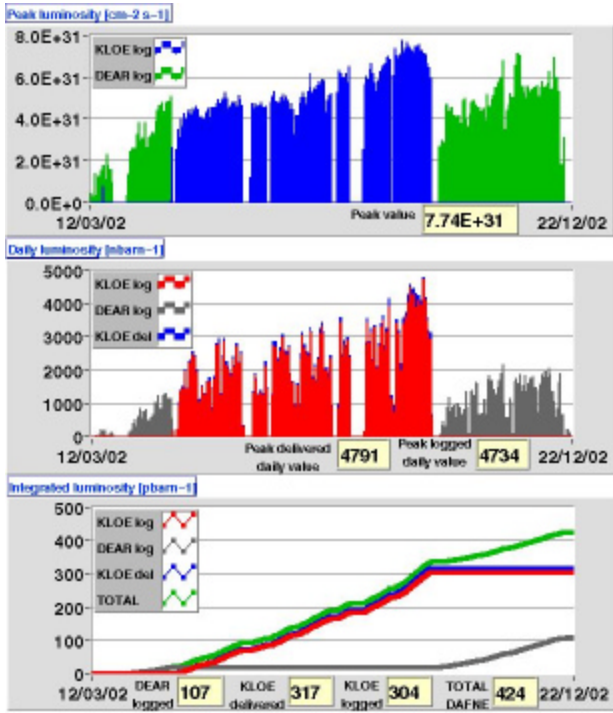 Peak luminosity [cm-2 s-1]
8.0E+31
6.0E+31
4.0E+31
2.0E+31
0.0E+0
KLOE log
DEAR log
12/03/02
Peak value 7.74E+31
22/12/02
Daily luminosity [nbarn-1]
5000
4000
3000
2000
1000
0
KLOE log
DEAR log
KLOE del
12/03/02
Peak delivered
daily value
4791
Peak logged
daily value
4734
22/12/02
Integrated luminosity [pbarn-1]
500
400
300
200
100
0
KLOE log
DEAR log
KLOE del
TOTAL
12/03/02
DEAR
logged
107
KLOE
delivered
317
KLOE
logged
304
TOTAL
DAFNE
424
22/12/02